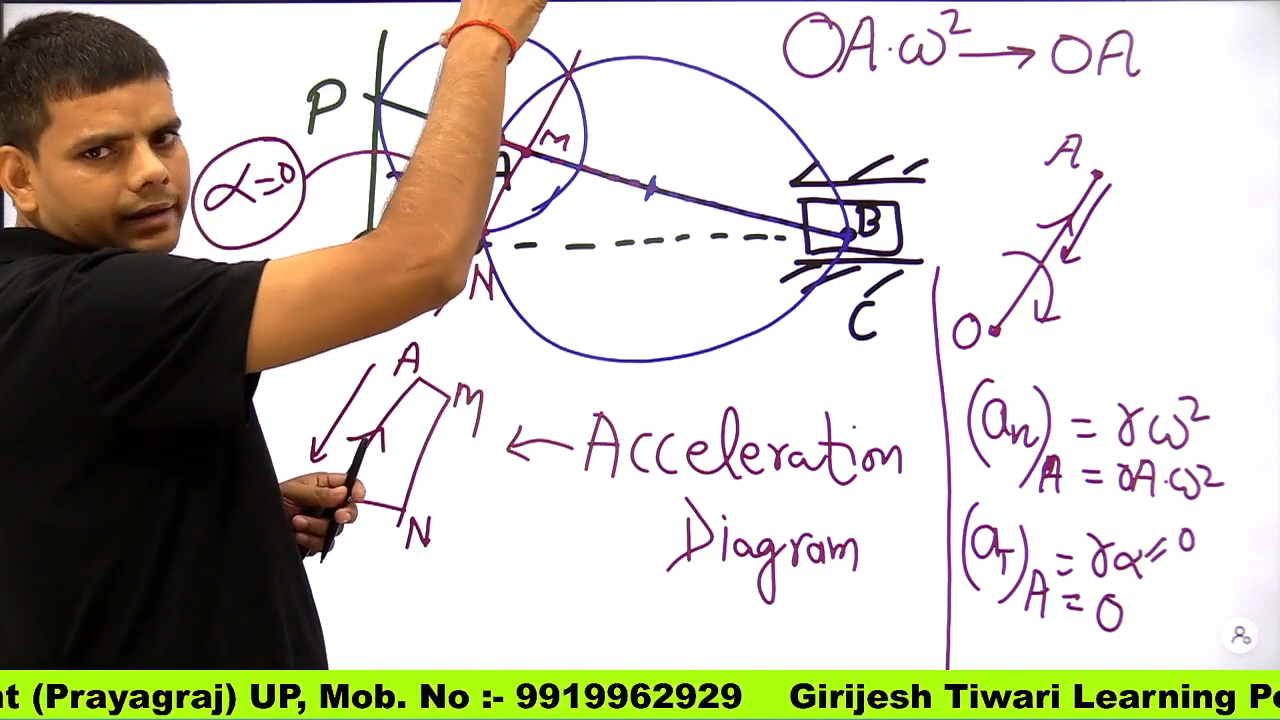 OA·ω² → OA
P
M
α=0
A
B
N
C
A
O
A
M
N
← Acceleration
Diagram
(aₙ)A = rω²
= OA·ω²
(aT)A = rα=0
= 0
nt (Prayagraj) UP, Mob. No :- 9919962929 Girijesh Tiwari Learning Po